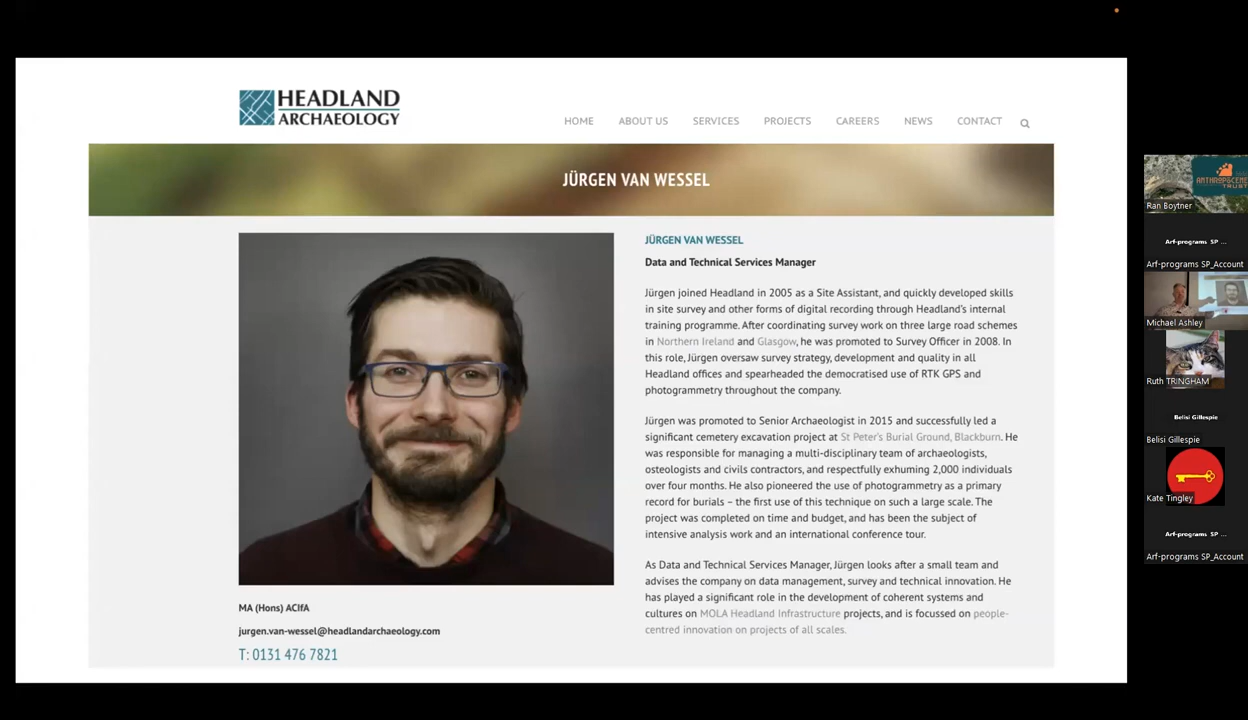 HEADLAND
ARCHAEOLOGY
HOME ABOUT US SERVICES PROJECTS CAREERS NEWS CONTACT
JÜRGEN VAN WESSEL
JÜRGEN VAN WESSEL
Data and Technical Services Manager
Jürgen joined Headland in 2005 as a Site Assistant, and quickly developed skills
in site survey and other forms of digital recording through Headland's internal
training programme. After coordinating survey work on three large road schemes
in Northern Ireland and Glasgow, he was promoted to Survey Officer in 2008. In
this role, Jürgen oversaw survey strategy, development and quality in all
Headland offices and spearheaded the democratised use of RTK GPS and
photogrammetry throughout the company.
Jürgen was promoted to Senior Archaeologist in 2015 and successfully led a
significant cemetery excavation project at St Peter's Burial Ground, Blackburn. He
was responsible for managing a multi-disciplinary team of archaeologists,
osteologists and civils contractors, and respectfully exhuming 2,000 individuals
over four months. He also pioneered the use of photogrammetry as a primary
record for burials – the first use of this technique on such a large scale. The
project was completed on time and budget, and has been the subject of
intensive analysis work and an international conference tour.
As Data and Technical Services Manager, Jürgen looks after a small team and
advises the company on data management, survey and technical innovation. He
has played a significant role in the development of coherent systems and
cultures on MOLA Headland Infrastructure projects, and is focussed on people-
centred innovation on projects of all scales.
MA (Hons) ACIfA
jurgen.van-wessel@headlandarchaeology.com
T: 0131 476 7821
ANTHROPOCENE
TRUST
Ran Boytner
Arf-programs SP ...
Arf-programs SP_Account
Michael Ashley
Ruth TRINGHAM
Belisi Gillespie
Belisi Gillespie
Kate Tingley
Arf-programs SP ...
Arf-programs SP_Account